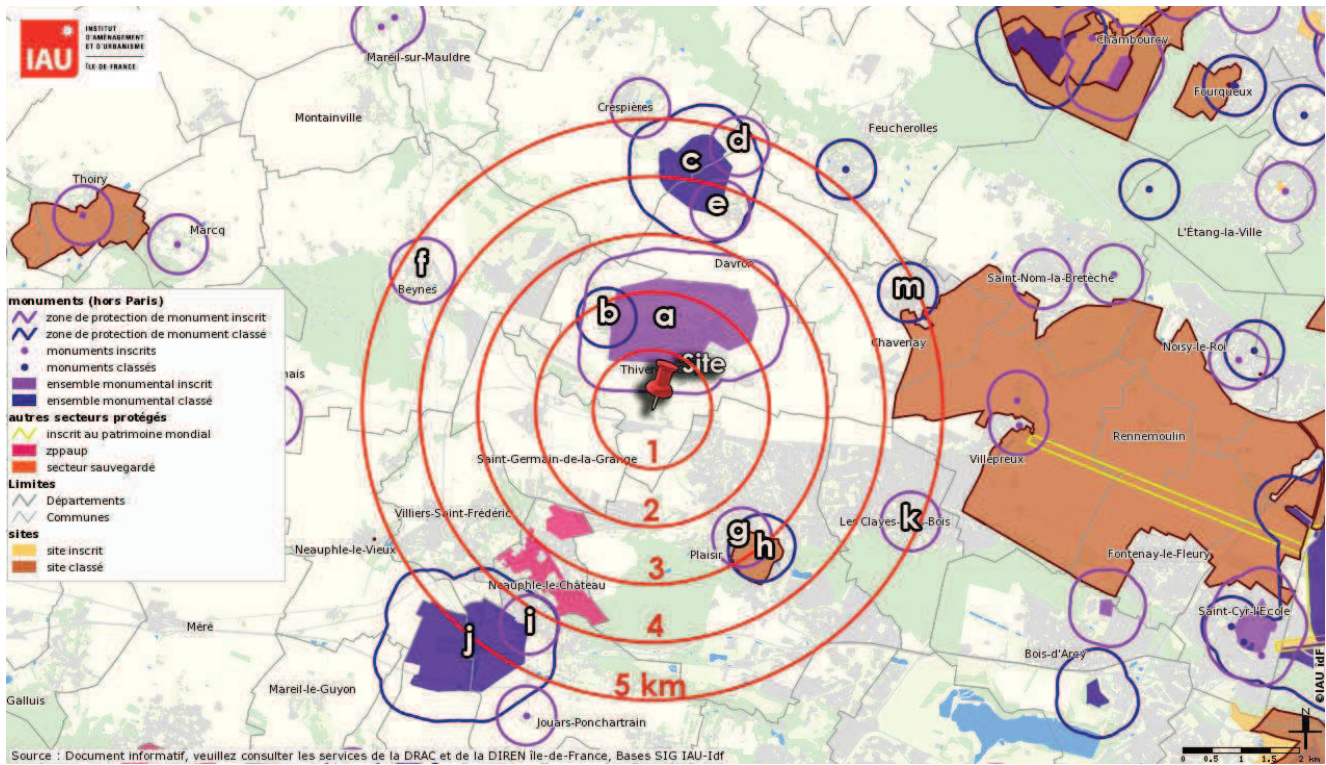 IAU
INSTITUT
D'AMÉNAGEMENT
ET D'URBANISME
ÎLE-DE-FRANCE
Mareil-sur-Mauldre
Chambourcy
Fourqueux
Crespières
Montainville
Feucherolles
d
c
Thoiry
e
Marcq
L'Étang-la-Ville
f
Beynes
Davron
Saint-Nom-la-Bretèche
m
b
a
Chavenay
Noisy-le-Roi
Site
monuments (hors Paris)
zone de protection de monument inscrit
zone de protection de monument classé
monuments inscrits
monuments classés
ensemble monumental inscrit
ensemble monumental classé
autres secteurs protégés
inscrit au patrimoine mondial
zppaup
secteur sauvegardé
Limites
Départements
Communes
sites
site inscrit
site classé
Rennemoulin
1
Saint-Germain-de-la-Grange
Villepreux
2
Villiers-Saint-Frédéric
g
h
k
Neauphle-le-Vieux
Plaisir
Fontenay-le-Fleury
3
Neauphle-le-Château
Saint-Cyr-l'Ecole
i
4
j
Méré
Bois-d'Arcy
5 km
Mareil-le-Guyon
Galluis
Jouars-Ponchartrain
©IAU îdF
N
0 0.5 1 1.5 2 km
Source : Document informatif, veuillez consulter les services de la DRAC et de la DIREN île-de-France, Bases SIG IAU-Idf